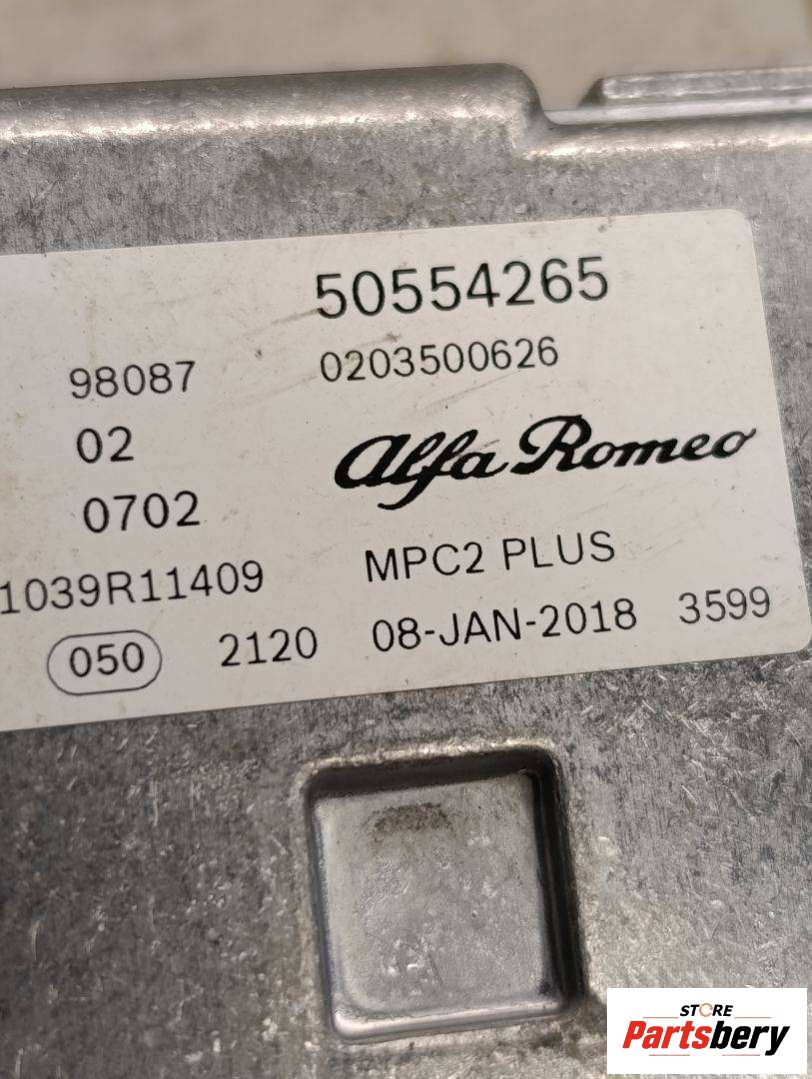 50554265
98087 0203500626
02
Alfa Romeo
0702
1039R11409 MPC2 PLUS
050 2120 08-JAN-2018 3599
STORE
Partsbery